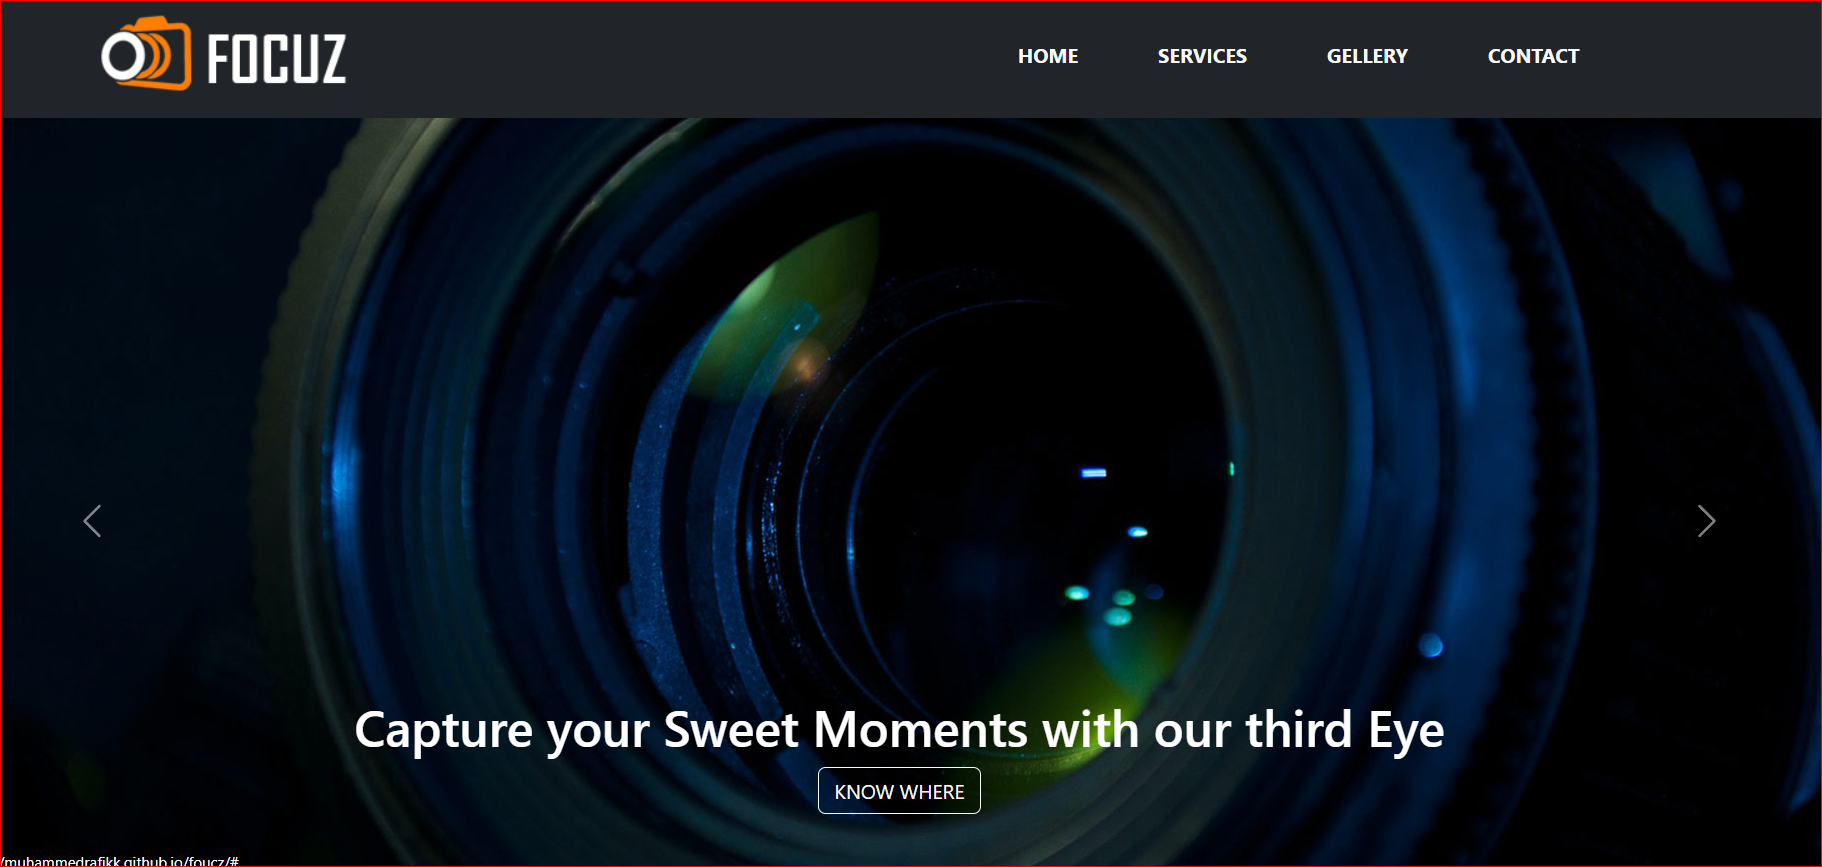 FOCUZ
HOME SERVICES GELLERY CONTACT
Capture your Sweet Moments with our third Eye
KNOW WHERE
/muhammedrafikk.github.io/foucz/#